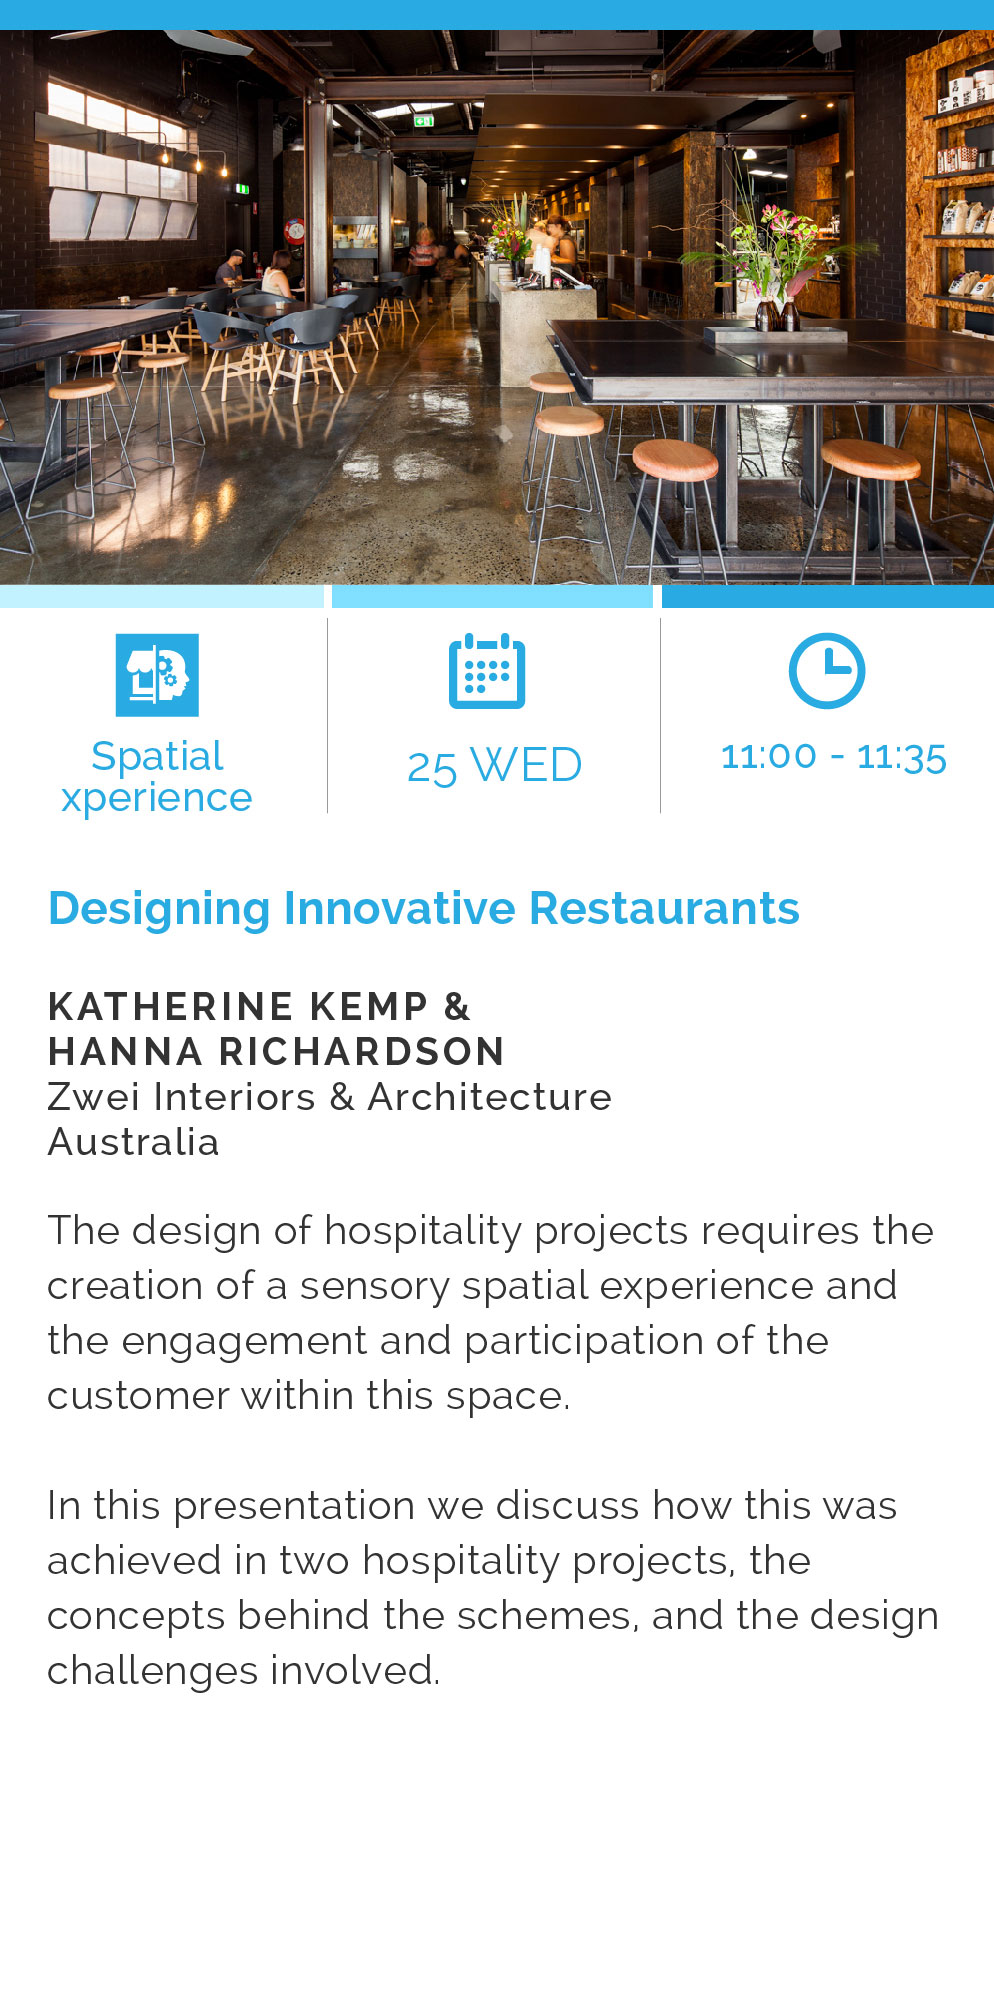 Spatial
xperience
25 WED
11:00 - 11:35
Designing Innovative Restaurants
KATHERINE KEMP &
HANNA RICHARDSON
Zwei Interiors & Architecture
Australia
The design of hospitality projects requires the
creation of a sensory spatial experience and
the engagement and participation of the
customer within this space.
In this presentation we discuss how this was
achieved in two hospitality projects, the
concepts behind the schemes, and the design
challenges involved.